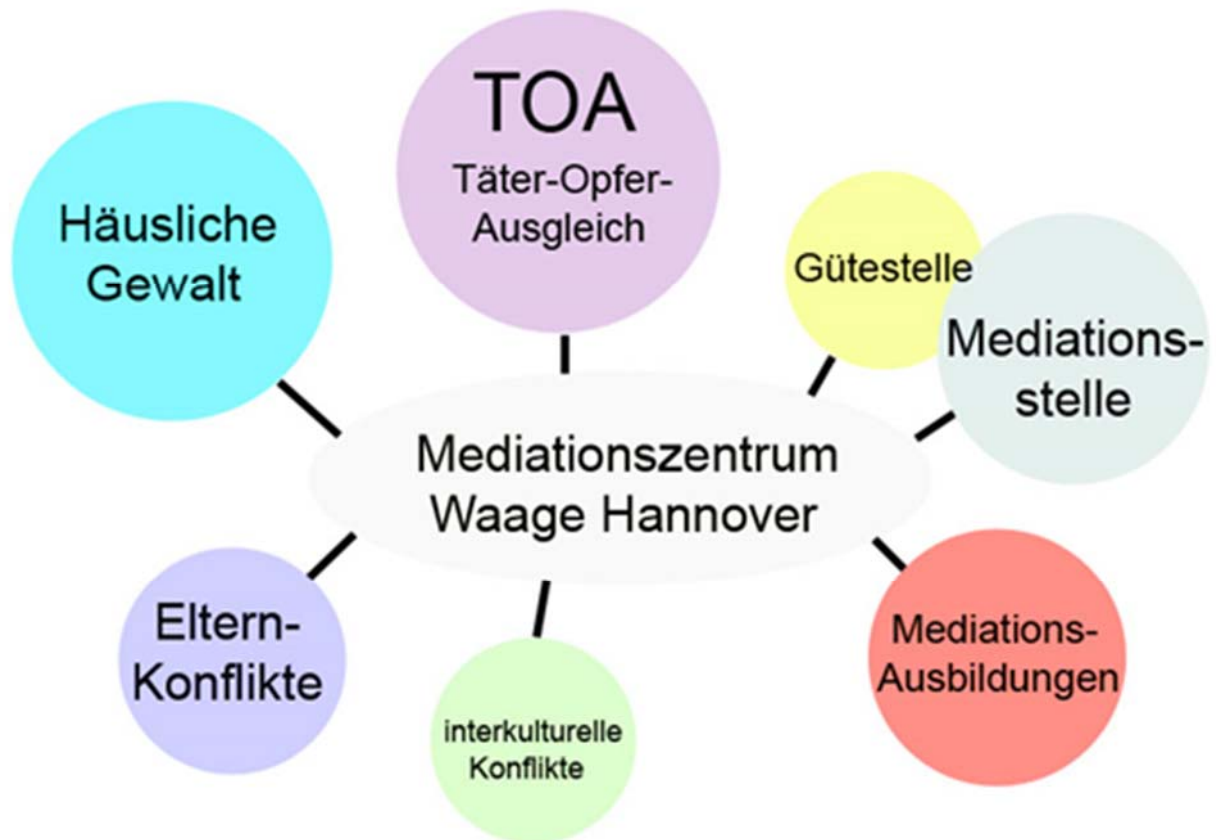 TOA
Täter-Opfer-
Ausgleich
Häusliche
Gewalt
Gütestelle
Mediations-
stelle
Mediationszentrum
Waage Hannover
Eltern-
Konflikte
interkulturelle
Konflikte
Mediations-
Ausbildungen